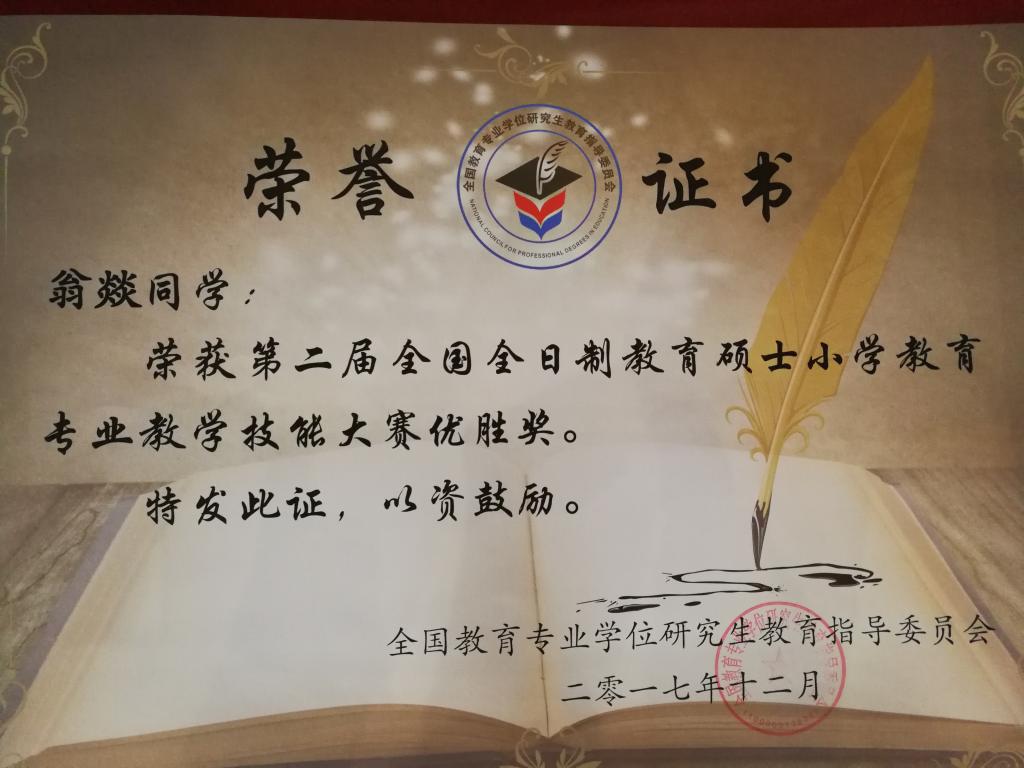 荣誉证书
全国教育专业学位研究生教育指导委员会
NATIONAL COUNCIL FOR PROFESSIONAL DEGREES IN EDUCATION
翁燚同学：
荣获第二届全国全日制教育硕士小学教育
专业教学技能大赛优胜奖。
特发此证，以资鼓励。
全国教育专业学位研究生教育指导委员会
二零一七年十二月